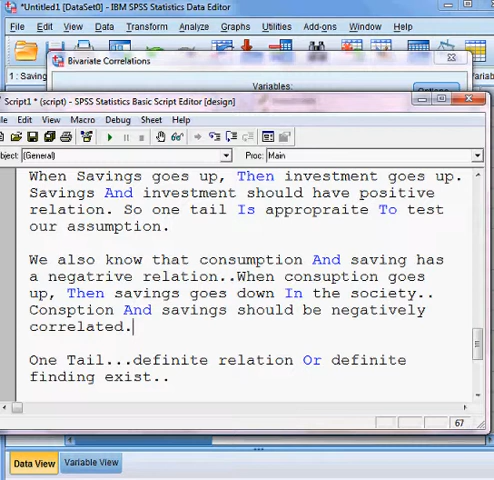 *Untitled1 [DataSet0] - IBM SPSS Statistics Data Editor
File Edit View Data Transform Analyze Graphs Utilities Add-ons Window Help
1 : Saving
Bivariate Correlations
Variables:
Script1 * (script) - SPSS Statistics Basic Script Editor [design]
Edit View Macro Debug Sheet Help
bject: [General] Proc: Main
When Savings goes up, Then investment goes up.
Savings And investment should have positive
relation. So one tail Is appropraite To test
our assumption.
We also know that consumption And saving has
a negatrive relation..When consuption goes
up, Then savings goes down In the society..
Consption And savings should be negatively
correlated.
One Tail...definite relation Or definite
finding exist..
67
Data View Variable View